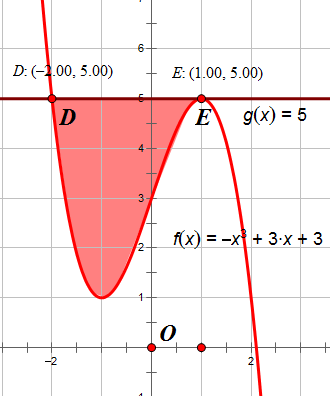 6
D: (–2.00, 5.00) E: (1.00, 5.00)
5
D E g(x) = 5
4
3
f(x) = –x³ + 3·x + 3
2
1
O
–2 2